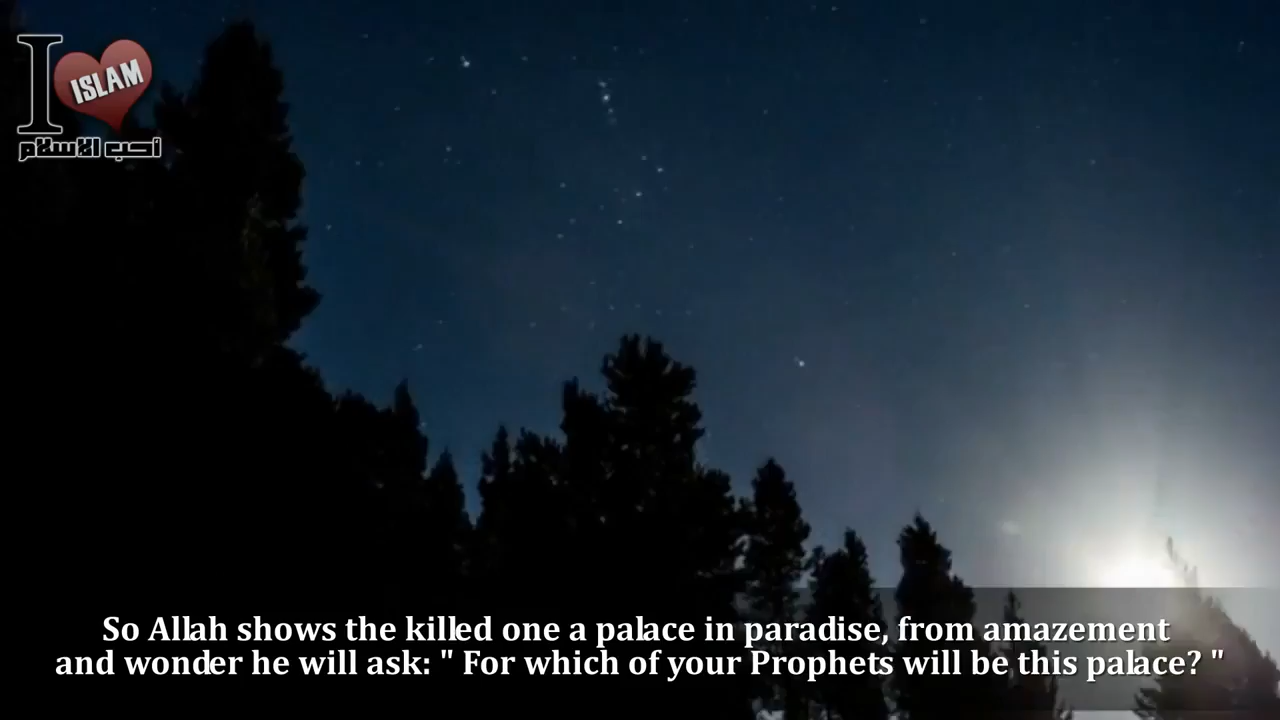 I ISLAM
أحب الاسلام
So Allah shows the killed one a palace in paradise, from amazement
and wonder he will ask: " For which of your Prophets will be this palace? "